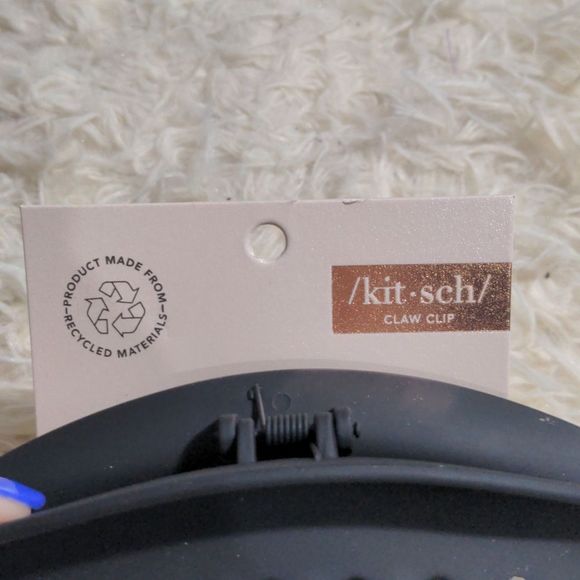 PRODUCT MADE FROM
RECYCLED MATERIALS
/kit·sch/
CLAW CLIP